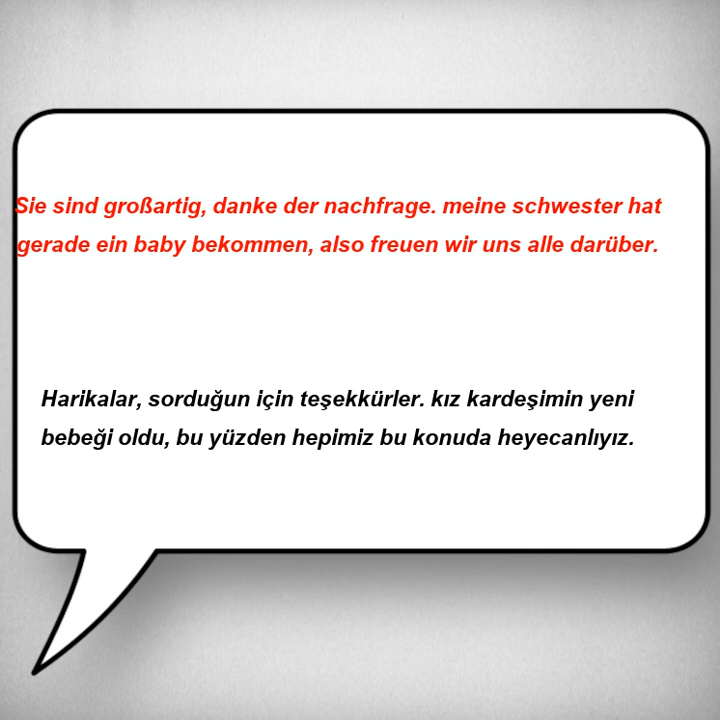 Sie sind großartig, danke der nachfrage. meine schwester hat
gerade ein baby bekommen, also freuen wir uns alle darüber.
Harikalar, sorduğun için teşekkürler. kız kardeşimin yeni
bebeği oldu, bu yüzden hepimiz bu konuda heyecanlıyız.